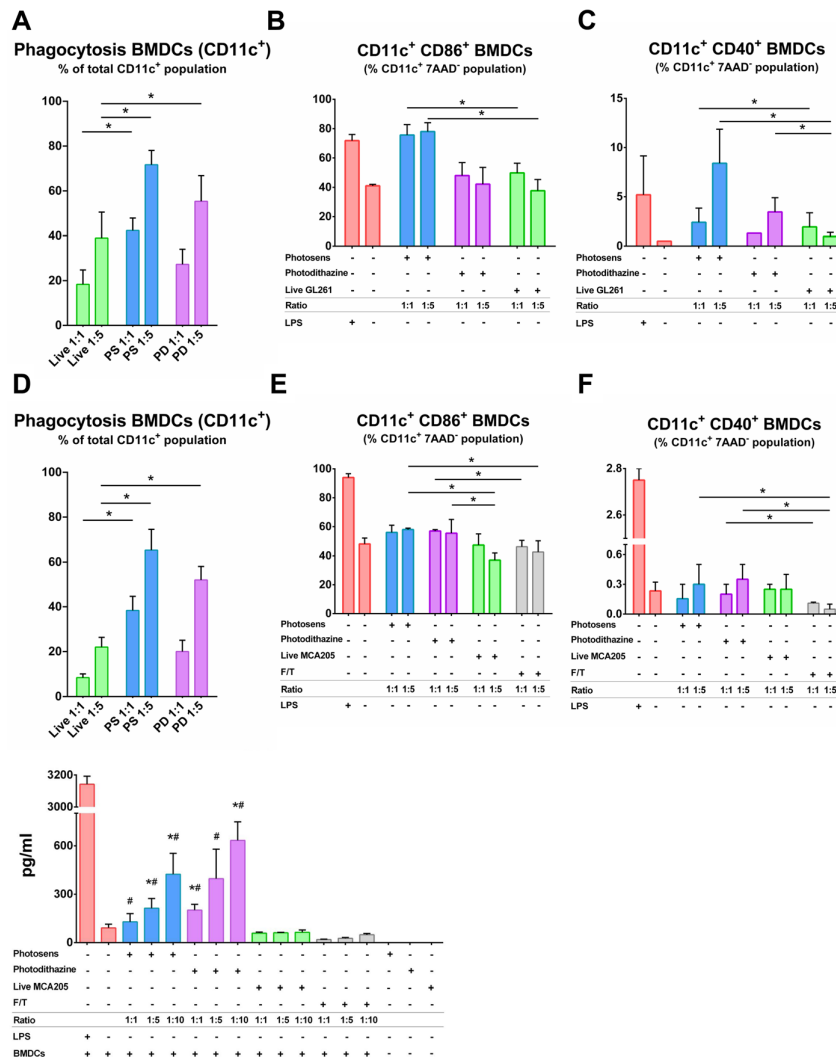 A
Phagocytosis BMDCs (CD11c⁺)
% of total CD11c⁺ population
100
80
60
40
20
0
Live 1:1
Live 1:5
PS 1:1
PS 1:5
PD 1:1
PD 1:5
* * *
B
CD11c⁺ CD86⁺ BMDCs
(% CD11c⁺ 7AAD⁻ population)
100
80
60
40
20
0
* *
Photosens - - + + - - - -
Photodithazine - - - - + + - -
Live GL261 - - - - - - + +
Ratio 1:1 1:5 1:1 1:5 1:1 1:5
LPS + - - - - - - -
C
CD11c⁺ CD40⁺ BMDCs
(% CD11c⁺ 7AAD⁻ population)
15
10
5
0
* * *
Photosens - - + + - - - -
Photodithazine - - - - + + - -
Live GL261 - - - - - - + +
Ratio 1:1 1:5 1:1 1:5 1:1 1:5
LPS + - - - - - - -
D
Phagocytosis BMDCs (CD11c⁺)
% of total CD11c⁺ population
100
80
60
40
20
0
Live 1:1
Live 1:5
PS 1:1
PS 1:5
PD 1:1
PD 1:5
* * *
E
CD11c⁺ CD86⁺ BMDCs
(% CD11c⁺ 7AAD⁻ population)
100
80
60
40
20
0
* * * *
Photosens - - + + - - - - - -
Photodithazine - - - - + + - - - -
Live MCA205 - - - - - - + + - -
F/T - - - - - - - - + +
Ratio 1:1 1:5 1:1 1:5 1:1 1:5 1:1 1:5
LPS + - - - - - - - - -
F
CD11c⁺ CD40⁺ BMDCs
(% CD11c⁺ 7AAD⁻ population)
2.8
2.6
0.6
0.3
0.0
* * *
Photosens - - + + - - - - - -
Photodithazine - - - - + + - - - -
Live MCA205 - - - - - - + + - -
F/T - - - - - - - - + +
Ratio 1:1 1:5 1:1 1:5 1:1 1:5 1:1 1:5
LPS + - - - - - - - - -
pg/ml
3200
3000
600
300
0
# *# *# *# # *#
Photosens - - + + + - - - - - - - - - + - -
Photodithazine - - - - - + + + - - - - - - - + -
Live MCA205 - - - - - - - - + + + - - - - - +
F/T - - - - - - - - - - - + + + - - -
Ratio 1:1 1:5 1:10 1:1 1:5 1:10 1:1 1:5 1:10 1:1 1:5 1:10
LPS + - - - - - - - - - - - - - - - -
BMDCs + + + + + + + + + + + + + + - - -